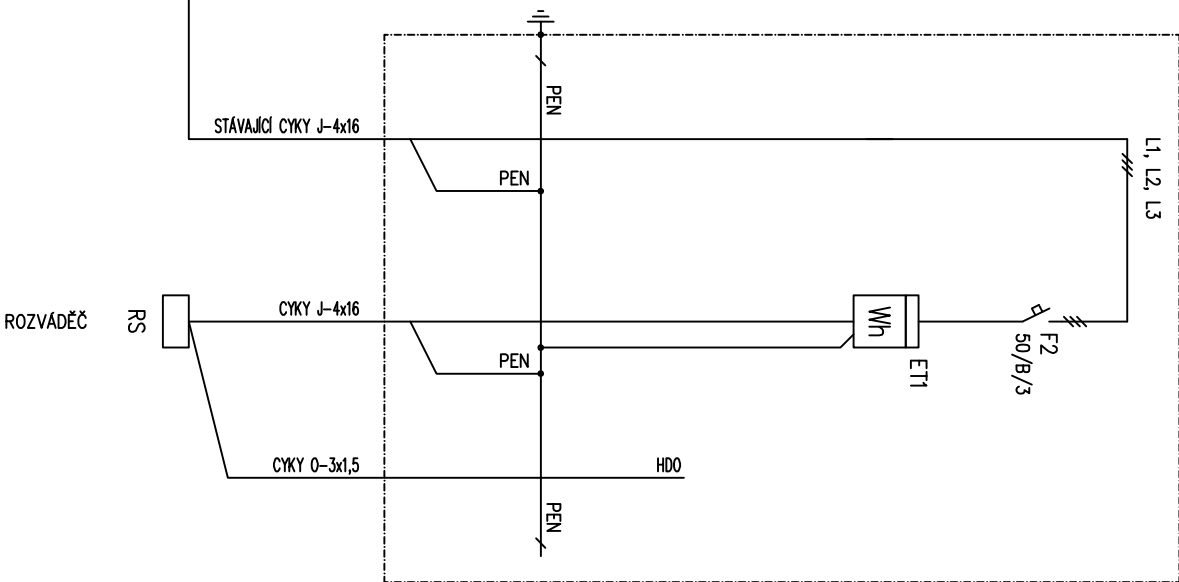 PEN
STÁVAJÍCÍ CYKY J-4x16
L1, L2, L3
PEN
CYKY J-4x16
ROZVÁDĚČ
RS
Wh
ET1
F2
50/B/3
PEN
CYKY O-3x1,5
HDO
PEN